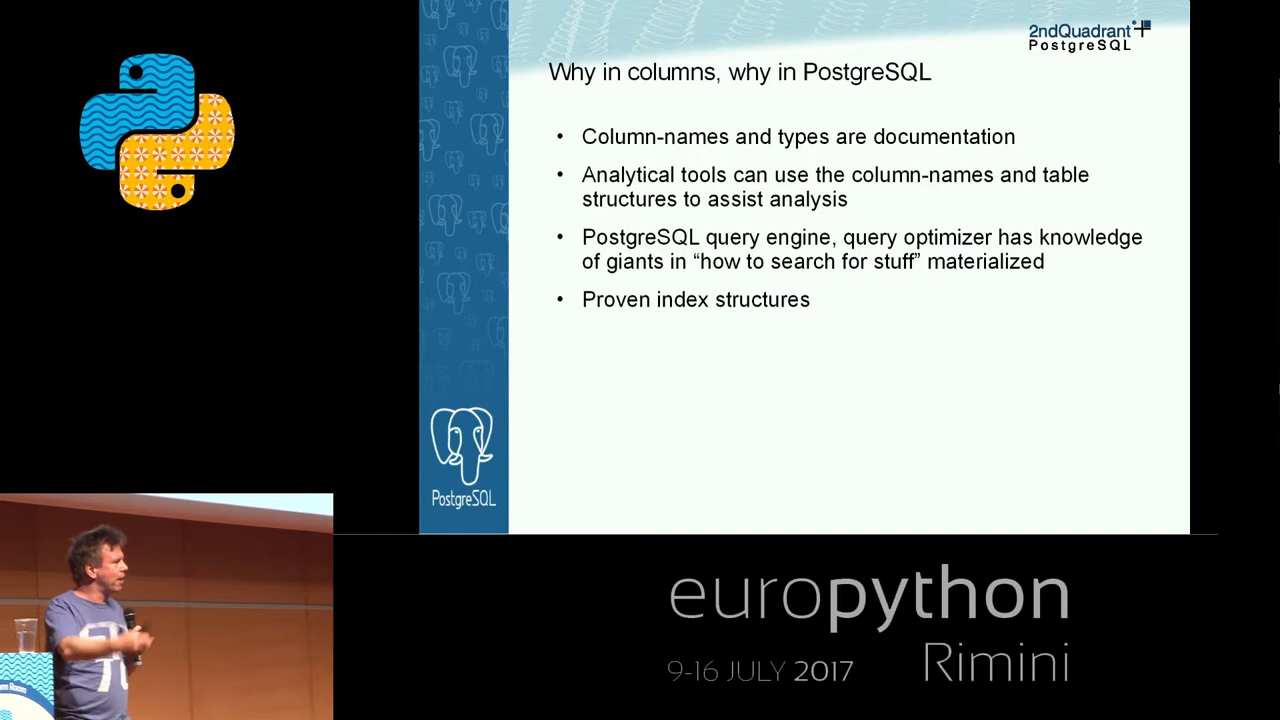 2ndQuadrant
PostgreSQL
Why in columns, why in PostgreSQL
• Column-names and types are documentation
• Analytical tools can use the column-names and table
structures to assist analysis
• PostgreSQL query engine, query optimizer has knowledge
of giants in “how to search for stuff” materialized
• Proven index structures
PostgreSQL
europython
Rimini
9-16 JULY 2017